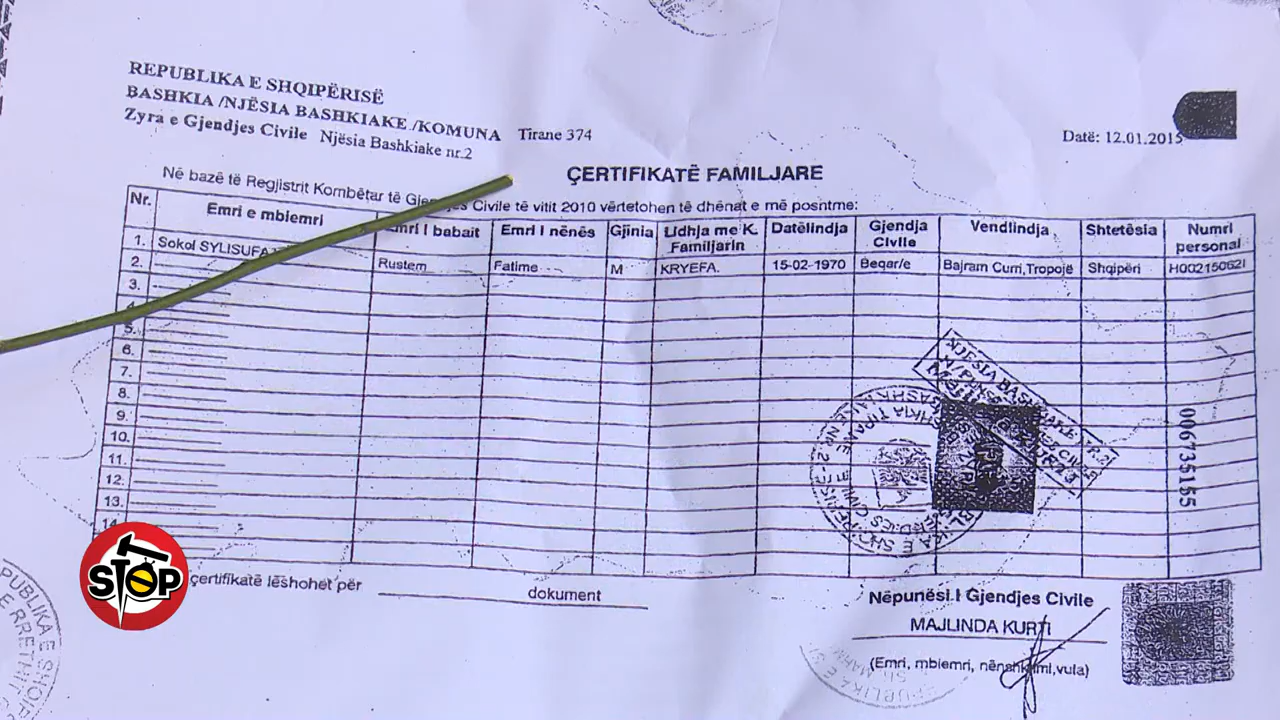 REPUBLIKA E SHQIPËRISË
BASHKIA /NJËSIA BASHKIAKE /KOMUNA Tirane 374
Zyra e Gjendjes Civile Njësia Bashkiake nr.2
Datë: 12.01.2015
ÇERTIFIKATË FAMILJARE
Në bazë të Regjistrit Kombëtar të Gjendjes Civile të vitit 2010 vërtetohen të dhënat e më poshtme:
Nr. Emri e mbiemri Emri I babait Emri I nënës Gjinia Lidhja me K. Familjarin Datëlindja Gjendja Civile Vendlindja Shtetësia Numri personal
1. Sokol Rustem Fatime M KRYEFA. 15-02-1970 Beqar/e Bajram Curri,Tropojë Shqipëri
2.
3.
4.
5.
6.
7.
8.
9.
10.
11.
12.
13.
14.
006735155
STOP
çertifikatë lëshohet për dokument
Nëpunësi I Gjendjes Civile
MAJLINDA KURTI
(Emri, mbiemri, nënshkrimi,vula)